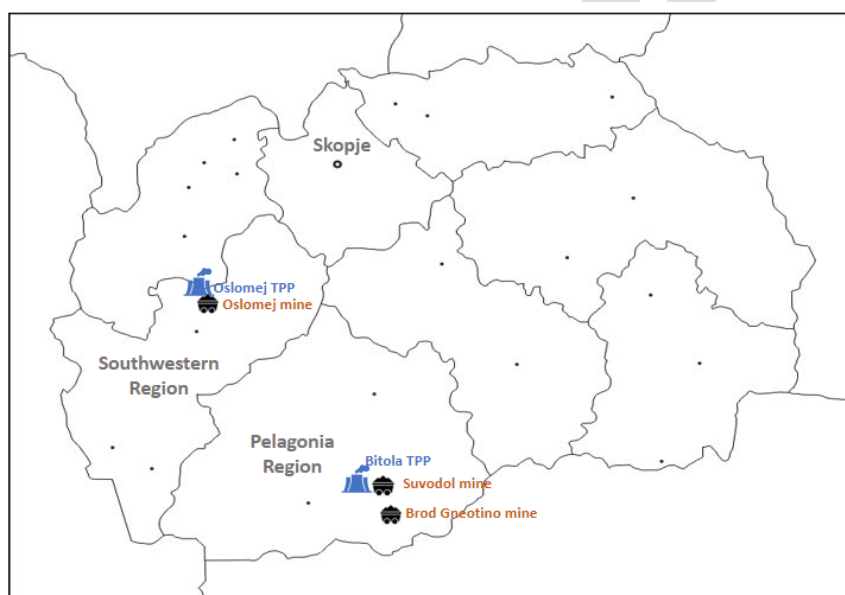 Skopje
Oslomej TPP
Oslomej mine
Southwestern
Region
Pelagonia
Region
Bitola TPP
Suvodol mine
Brod Gneotino mine